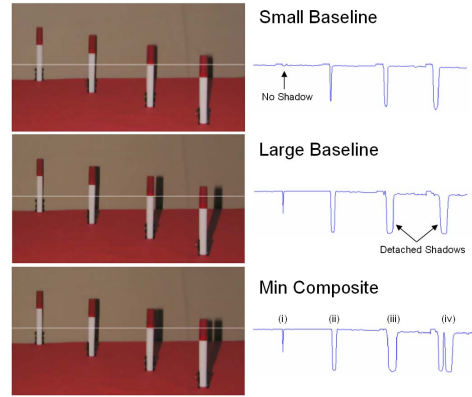 Small Baseline
No Shadow
Large Baseline
Detached Shadows
Min Composite
(i) (ii) (iii) (iv)